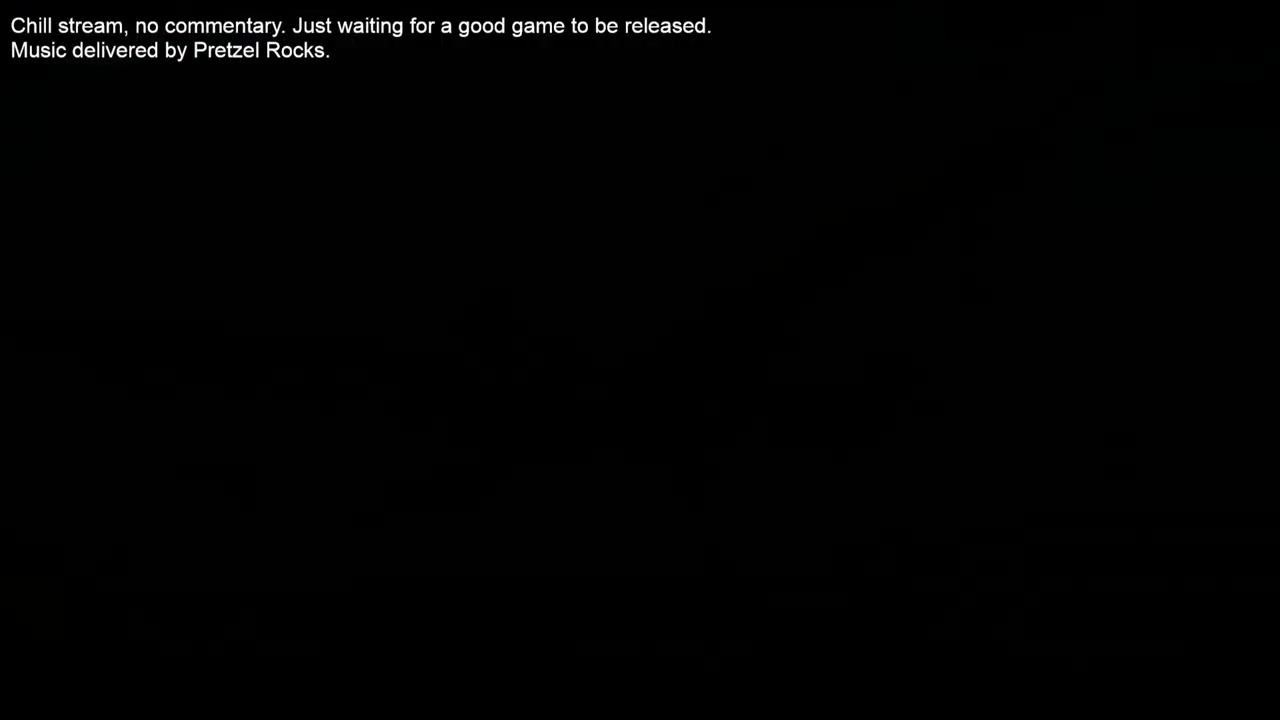 Chill stream, no commentary. Just waiting for a good game to be released.
Music delivered by Pretzel Rocks.